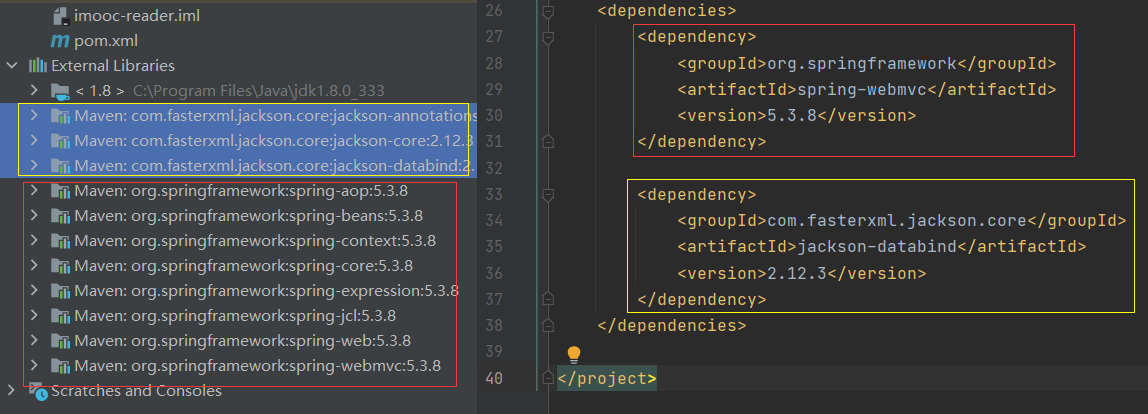 imooc-reader.iml
pom.xml
External Libraries
< 1.8 > C:\Program Files\Java\jdk1.8.0_333
Maven: com.fasterxml.jackson.core:jackson-annotations
Maven: com.fasterxml.jackson.core:jackson-core:2.12.3
Maven: com.fasterxml.jackson.core:jackson-databind:2.
Maven: org.springframework:spring-aop:5.3.8
Maven: org.springframework:spring-beans:5.3.8
Maven: org.springframework:spring-context:5.3.8
Maven: org.springframework:spring-core:5.3.8
Maven: org.springframework:spring-expression:5.3.8
Maven: org.springframework:spring-jcl:5.3.8
Maven: org.springframework:spring-web:5.3.8
Maven: org.springframework:spring-webmvc:5.3.8
Scratches and Consoles
26 <dependencies>
27 <dependency>
28 <groupId>org.springframework</groupId>
29 <artifactId>spring-webmvc</artifactId>
30 <version>5.3.8</version>
31 </dependency>
32
33 <dependency>
34 <groupId>com.fasterxml.jackson.core</groupId>
35 <artifactId>jackson-databind</artifactId>
36 <version>2.12.3</version>
37 </dependency>
38 </dependencies>
39
40 </project>